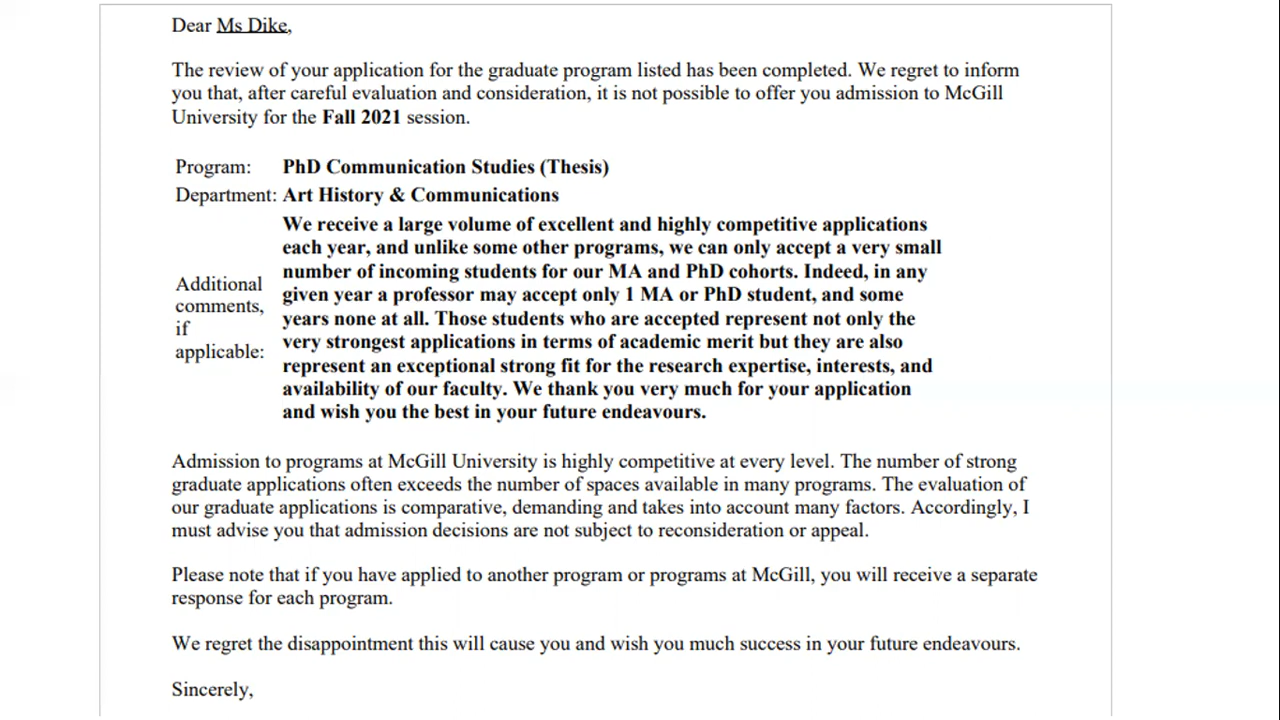 Dear Ms Dike,
The review of your application for the graduate program listed has been completed. We regret to inform
you that, after careful evaluation and consideration, it is not possible to offer you admission to McGill
University for the Fall 2021 session.
Program: PhD Communication Studies (Thesis)
Department: Art History & Communications
Additional
comments,
if
applicable:
We receive a large volume of excellent and highly competitive applications
each year, and unlike some other programs, we can only accept a very small
number of incoming students for our MA and PhD cohorts. Indeed, in any
given year a professor may accept only 1 MA or PhD student, and some
years none at all. Those students who are accepted represent not only the
very strongest applications in terms of academic merit but they are also
represent an exceptional strong fit for the research expertise, interests, and
availability of our faculty. We thank you very much for your application
and wish you the best in your future endeavours.
Admission to programs at McGill University is highly competitive at every level. The number of strong
graduate applications often exceeds the number of spaces available in many programs. The evaluation of
our graduate applications is comparative, demanding and takes into account many factors. Accordingly, I
must advise you that admission decisions are not subject to reconsideration or appeal.
Please note that if you have applied to another program or programs at McGill, you will receive a separate
response for each program.
We regret the disappointment this will cause you and wish you much success in your future endeavours.
Sincerely,